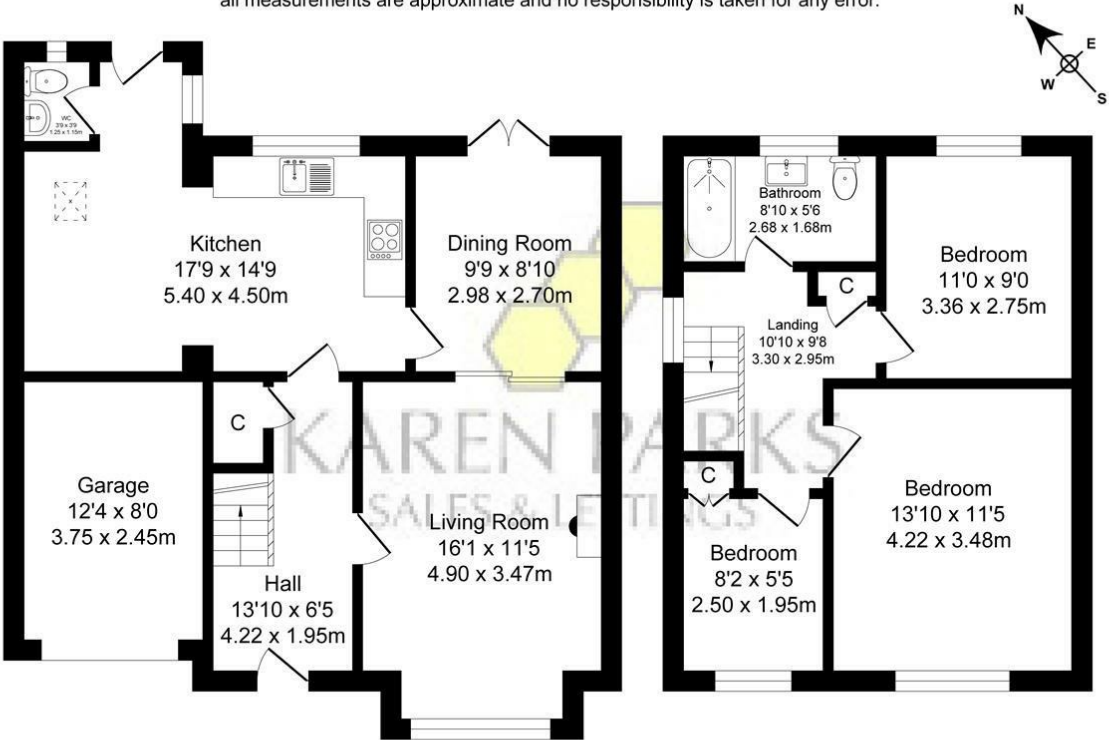 all measurements are approximate and no responsibility is taken for any error.
N
E
W
S
WC
3'9 x 3'9
1.25 x 1.15m
Kitchen
17'9 x 14'9
5.40 x 4.50m
Dining Room
9'9 x 8'10
2.98 x 2.70m
Bathroom
8'10 x 5'6
2.68 x 1.68m
Bedroom
11'0 x 9'0
3.36 x 2.75m
C
Landing
10'10 x 9'8
3.30 x 2.95m
C
KAREN PARKS
SALES & LETTINGS
Garage
12'4 x 8'0
3.75 x 2.45m
Living Room
16'1 x 11'5
4.90 x 3.47m
Hall
13'10 x 6'5
4.22 x 1.95m
C
Bedroom
8'2 x 5'5
2.50 x 1.95m
Bedroom
13'10 x 11'5
4.22 x 3.48m